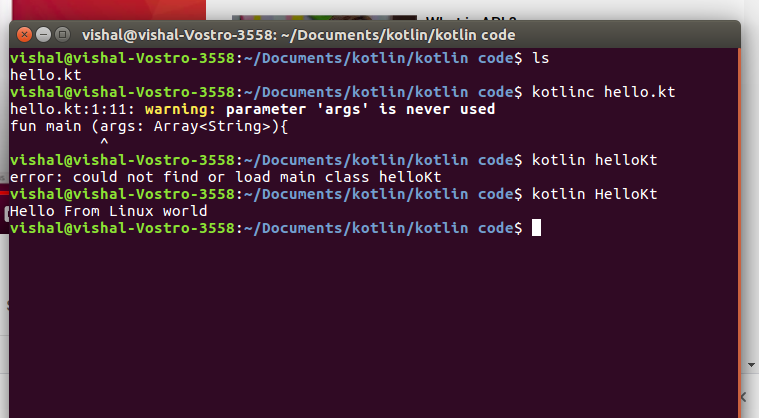 What is ADL?
vishal@vishal-Vostro-3558: ~/Documents/kotlin/kotlin code
vishal@vishal-Vostro-3558:~/Documents/kotlin/kotlin code$ ls
hello.kt
vishal@vishal-Vostro-3558:~/Documents/kotlin/kotlin code$ kotlinc hello.kt
hello.kt:1:11: warning: parameter 'args' is never used
fun main (args: Array<String>){
^
vishal@vishal-Vostro-3558:~/Documents/kotlin/kotlin code$ kotlin helloKt
error: could not find or load main class helloKt
vishal@vishal-Vostro-3558:~/Documents/kotlin/kotlin code$ kotlin HelloKt
Hello From Linux world
vishal@vishal-Vostro-3558:~/Documents/kotlin/kotlin code$